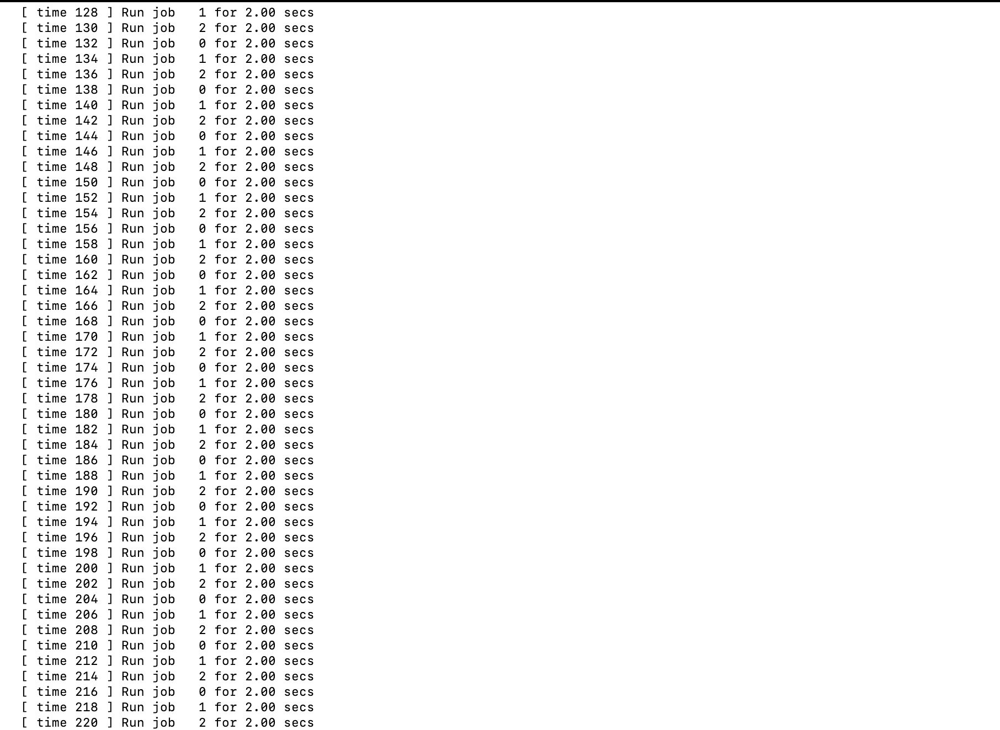 [ time 128 ] Run job   1 for 2.00 secs
[ time 130 ] Run job   2 for 2.00 secs
[ time 132 ] Run job   0 for 2.00 secs
[ time 134 ] Run job   1 for 2.00 secs
[ time 136 ] Run job   2 for 2.00 secs
[ time 138 ] Run job   0 for 2.00 secs
[ time 140 ] Run job   1 for 2.00 secs
[ time 142 ] Run job   2 for 2.00 secs
[ time 144 ] Run job   0 for 2.00 secs
[ time 146 ] Run job   1 for 2.00 secs
[ time 148 ] Run job   2 for 2.00 secs
[ time 150 ] Run job   0 for 2.00 secs
[ time 152 ] Run job   1 for 2.00 secs
[ time 154 ] Run job   2 for 2.00 secs
[ time 156 ] Run job   0 for 2.00 secs
[ time 158 ] Run job   1 for 2.00 secs
[ time 160 ] Run job   2 for 2.00 secs
[ time 162 ] Run job   0 for 2.00 secs
[ time 164 ] Run job   1 for 2.00 secs
[ time 166 ] Run job   2 for 2.00 secs
[ time 168 ] Run job   0 for 2.00 secs
[ time 170 ] Run job   1 for 2.00 secs
[ time 172 ] Run job   2 for 2.00 secs
[ time 174 ] Run job   0 for 2.00 secs
[ time 176 ] Run job   1 for 2.00 secs
[ time 178 ] Run job   2 for 2.00 secs
[ time 180 ] Run job   0 for 2.00 secs
[ time 182 ] Run job   1 for 2.00 secs
[ time 184 ] Run job   2 for 2.00 secs
[ time 186 ] Run job   0 for 2.00 secs
[ time 188 ] Run job   1 for 2.00 secs
[ time 190 ] Run job   2 for 2.00 secs
[ time 192 ] Run job   0 for 2.00 secs
[ time 194 ] Run job   1 for 2.00 secs
[ time 196 ] Run job   2 for 2.00 secs
[ time 198 ] Run job   0 for 2.00 secs
[ time 200 ] Run job   1 for 2.00 secs
[ time 202 ] Run job   2 for 2.00 secs
[ time 204 ] Run job   0 for 2.00 secs
[ time 206 ] Run job   1 for 2.00 secs
[ time 208 ] Run job   2 for 2.00 secs
[ time 210 ] Run job   0 for 2.00 secs
[ time 212 ] Run job   1 for 2.00 secs
[ time 214 ] Run job   2 for 2.00 secs
[ time 216 ] Run job   0 for 2.00 secs
[ time 218 ] Run job   1 for 2.00 secs
[ time 220 ] Run job   2 for 2.00 secs